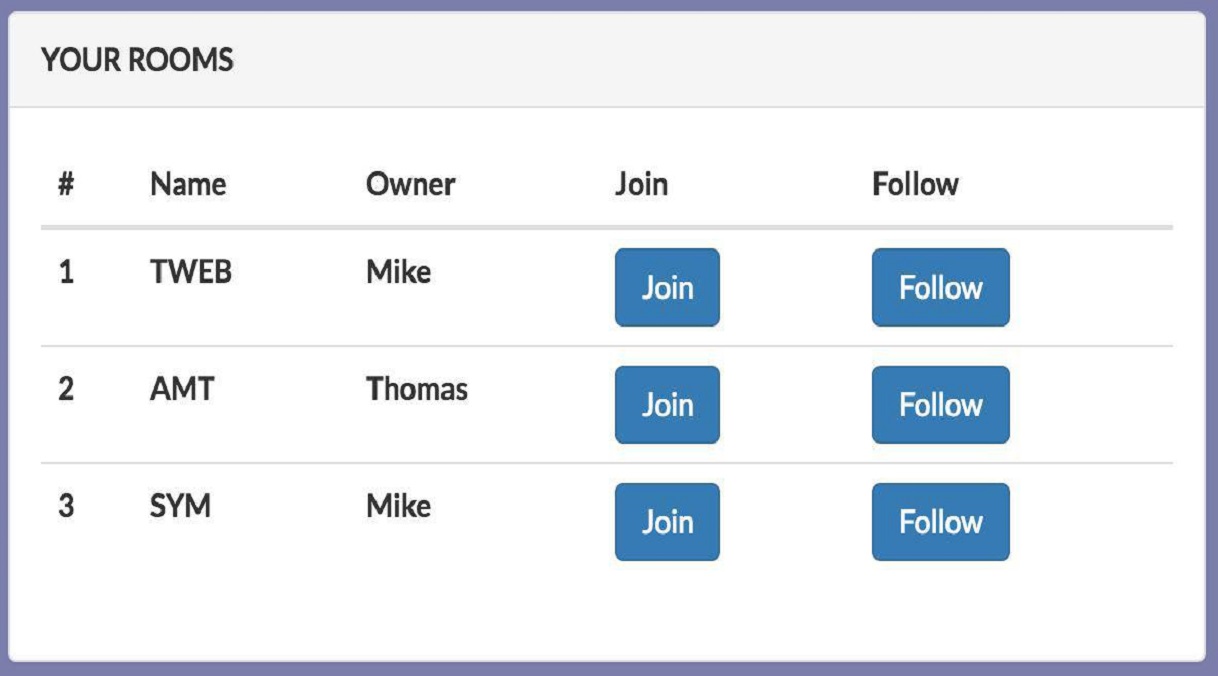 YOUR ROOMS
# Name Owner Join Follow
1 TWEB Mike Join Follow
2 AMT Thomas Join Follow
3 SYM Mike Join Follow